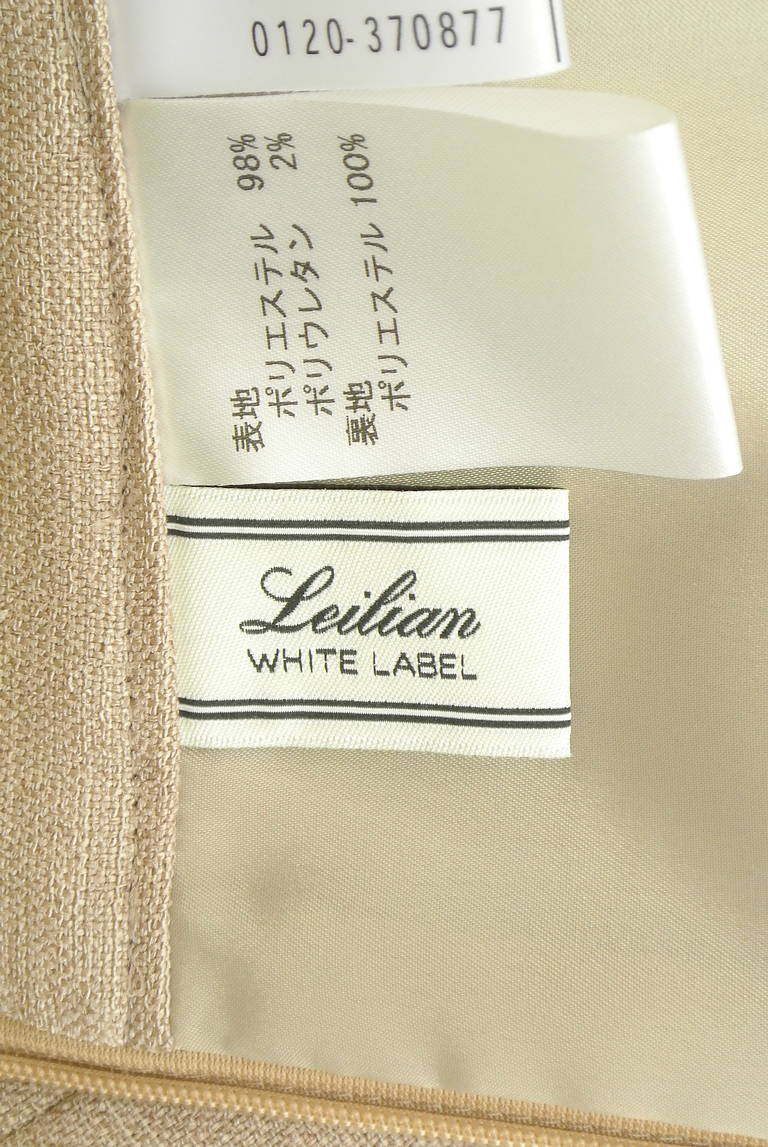 0120-370877
表地
ポリエステル 98%
ポリウレタン 2%
裏地
ポリエステル 100%
Leilian
WHITE LABEL